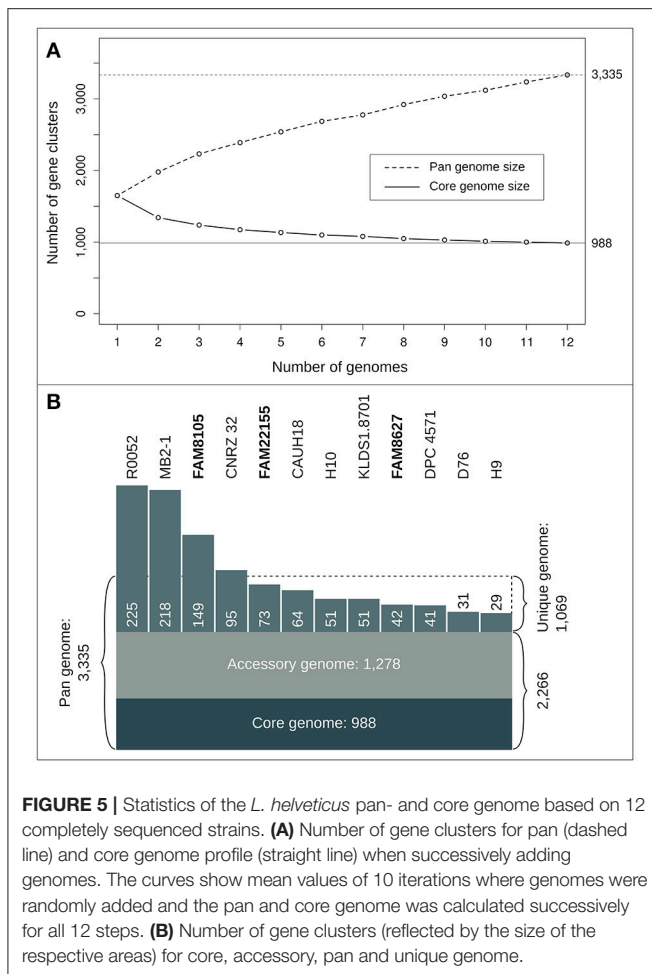 A
Number of gene clusters
3,000
2,000
1,000
0
3,335
988
Pan genome size
Core genome size
1 2 3 4 5 6 7 8 9 10 11 12
Number of genomes
B
R0052
MB2-1
FAM8105
CNRZ 32
FAM22155
CAUH18
H10
KLDS1.8701
FAM8627
DPC 4571
D76
H9
225
218
149
95
73
64
51
51
42
41
31
29
Pan genome:
3,335
Unique genome:
1,069
Accessory genome: 1,278
Core genome: 988
2,266
FIGURE 5 | Statistics of the L. helveticus pan- and core genome based on 12
completely sequenced strains. (A) Number of gene clusters for pan (dashed
line) and core genome profile (straight line) when successively adding
genomes. The curves show mean values of 10 iterations where genomes were
randomly added and the pan and core genome was calculated successively
for all 12 steps. (B) Number of gene clusters (reflected by the size of the
respective areas) for core, accessory, pan and unique genome.